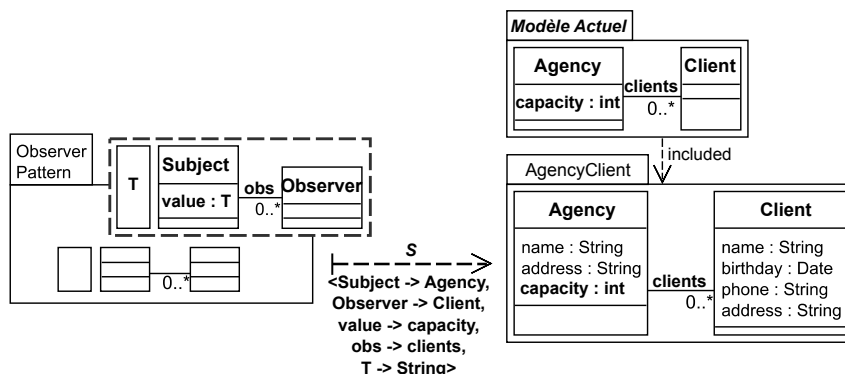 Modèle Actuel
Agency
capacity : int
clients
0..*
Client
included
Observer
Pattern
T
Subject
value : T
obs
0..*
Observer
0..*
S
<Subject -> Agency,
Observer -> Client,
value -> capacity,
obs -> clients,
T -> String>
AgencyClient
Agency
name : String
address : String
capacity : int
clients
0..*
Client
name : String
birthday : Date
phone : String
address : String